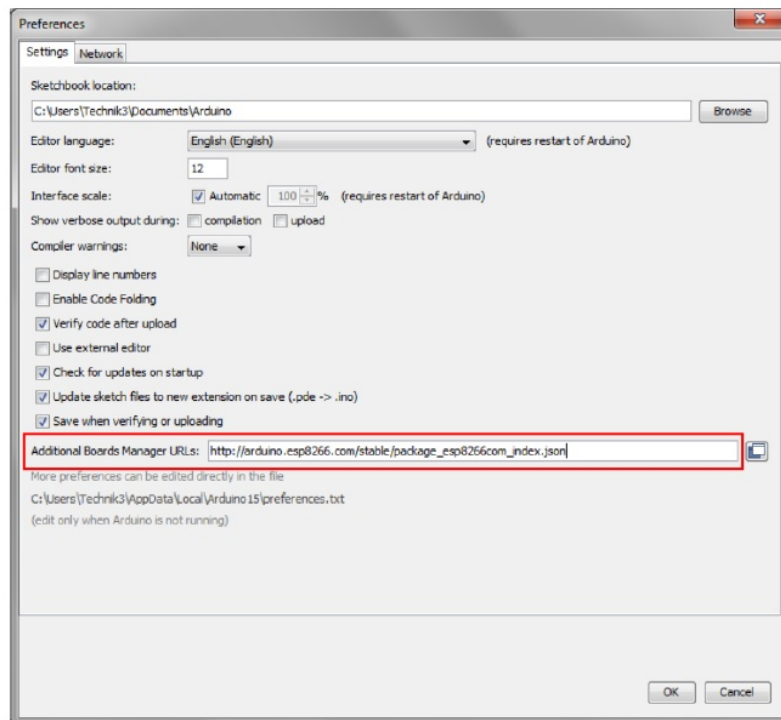 Preferences
Settings Network
Sketchbook location:
C:\Users\Technik3\Documents\Arduino Browse
Editor language: English (English) (requires restart of Arduino)
Editor font size: 12
Interface scale: Automatic 100 % (requires restart of Arduino)
Show verbose output during: compilation upload
Compiler warnings: None
Display line numbers
Enable Code Folding
Verify code after upload
Use external editor
Check for updates on startup
Update sketch files to new extension on save (.pde -> .ino)
Save when verifying or uploading
Additional Boards Manager URLs: http://arduino.esp8266.com/stable/package_esp8266com_index.json
More preferences can be edited directly in the file
C:\Users\Technik3\AppData\Local\Arduino15\preferences.txt
(edit only when Arduino is not running)
OK Cancel